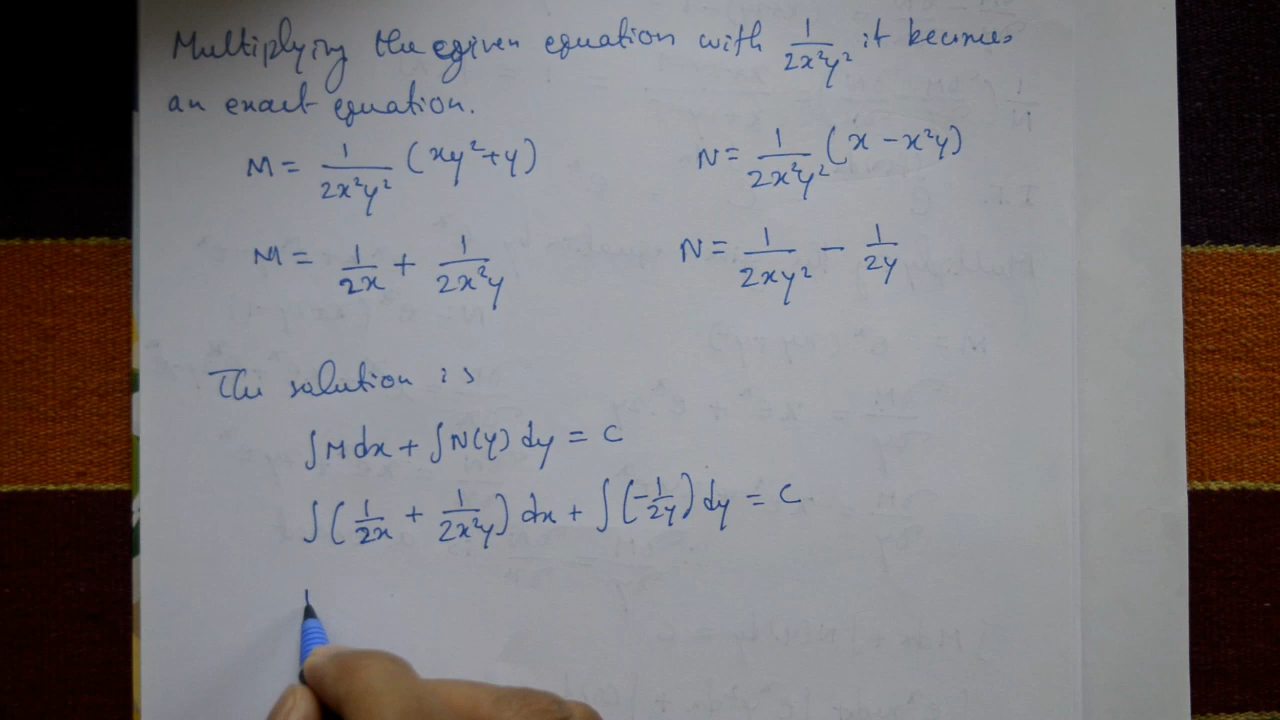 Multiplying the given equation with 1/2x²y² it becomes
an exact equation.
M = 1/2x²y² (xy²+y) N = 1/2x²y² (x - x²y)
M = 1/2x + 1/2x²y N = 1/2xy² - 1/2y
The solution is
∫Mdx + ∫N(y) dy = c
∫(1/2x + 1/2x²y) dx + ∫(-1/2y) dy = c